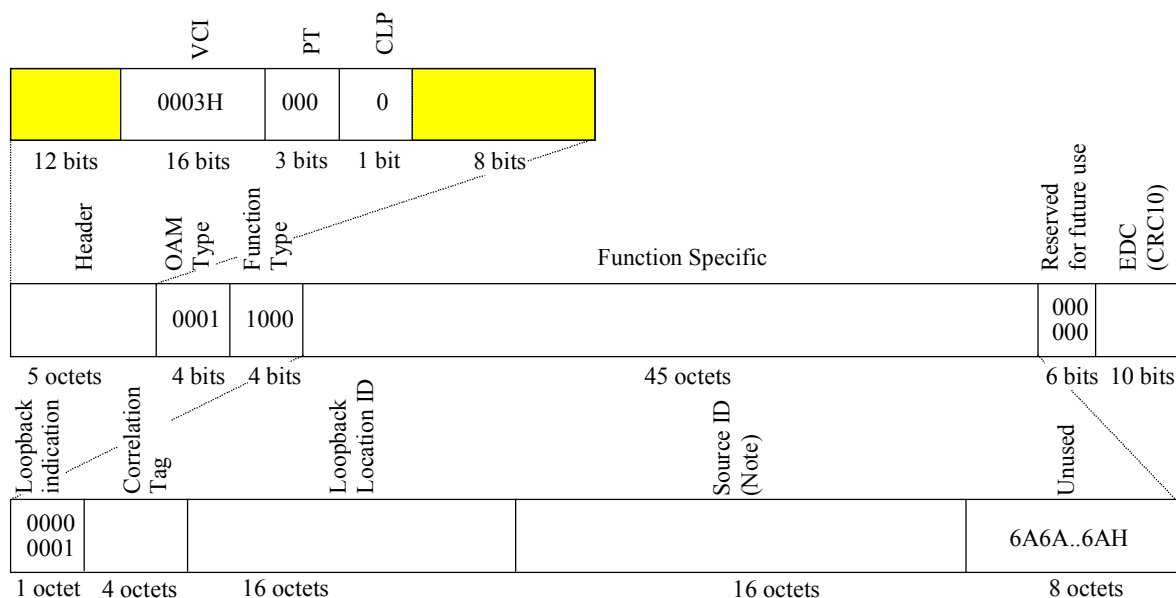 VCI PT CLP
0003H 000 0
12 bits 16 bits 3 bits 1 bit 8 bits
Header
OAM
Type
Function
Type
Function Specific
Reserved
for future use
EDC
(CRC10)
0001 1000
000
000
5 octets 4 bits 4 bits 45 octets 6 bits 10 bits
Loopback
indication
Correlation
Tag
Loopback
Location ID
Source ID
(Note)
Unused
0000
0001
6A6A..6AH
1 octet 4 octets 16 octets 16 octets 8 octets